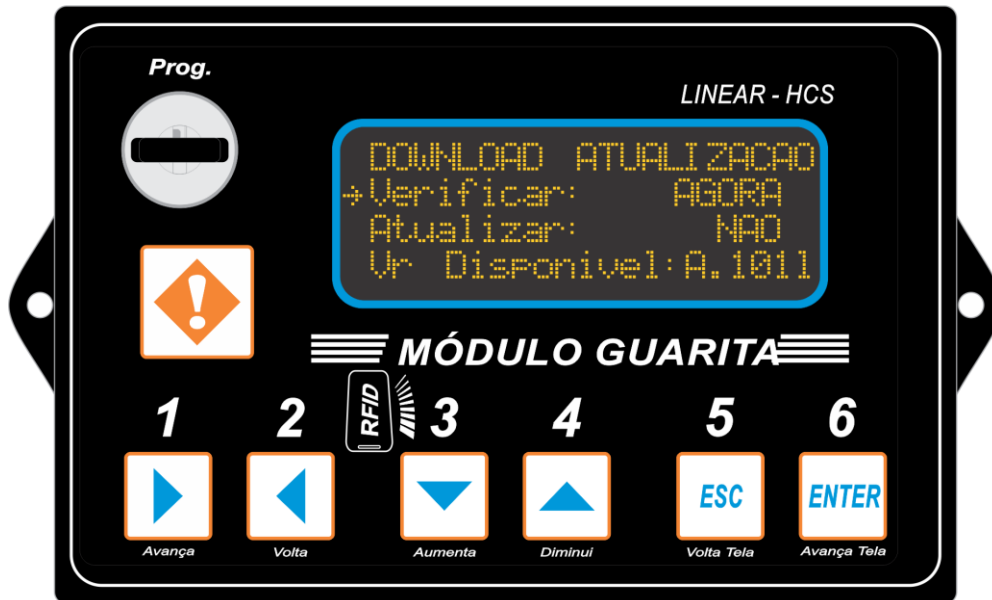 Prog.
LINEAR - HCS
DOWNLOAD ATUALIZACAO
→Verificar: AGORA
Atualizar: NAO
Vr Disponivel:A.1011
!
MÓDULO GUARITA
1 2 RFID 3 4 5 6
ESC ENTER
Avança Volta Aumenta Diminui Volta Tela Avança Tela